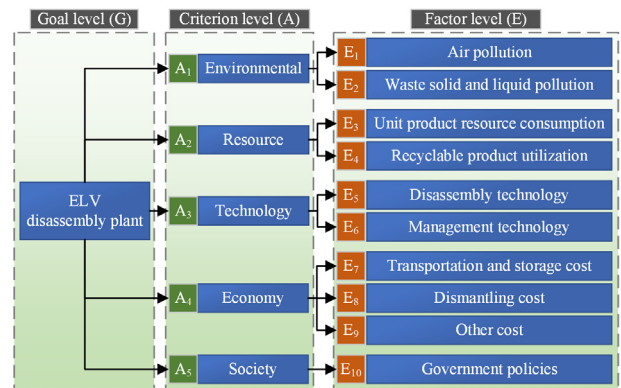 Goal level (G)
Criterion level (A)
Factor level (E)
ELV
disassembly plant
A1 Environmental
E1 Air pollution
E2 Waste solid and liquid pollution
A2 Resource
E3 Unit product resource consumption
E4 Recyclable product utilization
A3 Technology
E5 Disassembly technology
E6 Management technology
A4 Economy
E7 Transportation and storage cost
E8 Dismantling cost
E9 Other cost
A5 Society
E10 Government policies